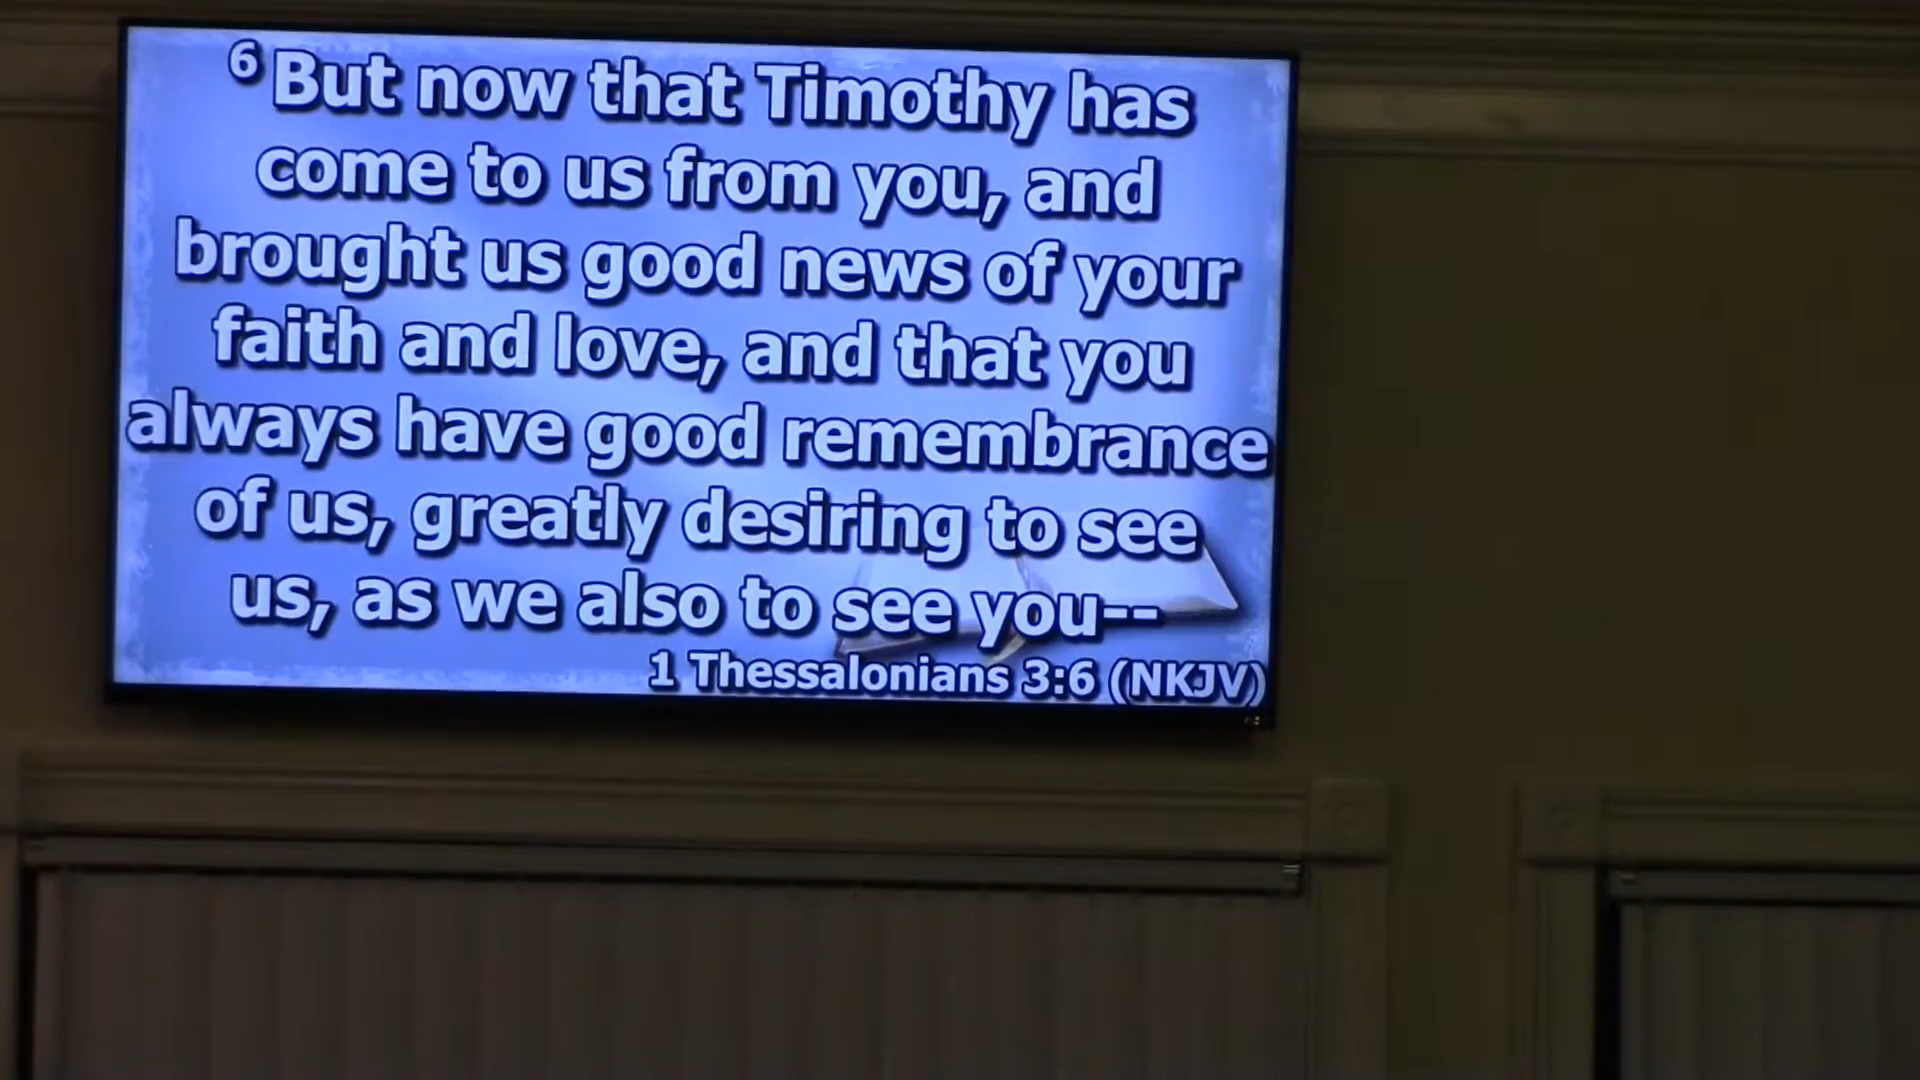 6 But now that Timothy has
come to us from you, and
brought us good news of your
faith and love, and that you
always have good remembrance
of us, greatly desiring to see
us, as we also to see you--
1 Thessalonians 3:6 (NKJV)